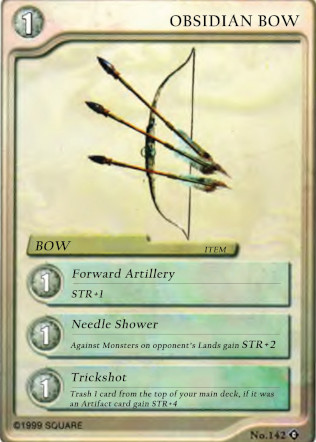 1 OBSIDIAN BOW
BOW ITEM
1 Forward Artillery
STR+1
1 Needle Shower
Against Monsters on opponent's Lands gain STR+2
1 Trickshot
Trash 1 card from the top of your main deck, if it was
an Artifact card gain STR+4
©1999 SQUARE
No.142